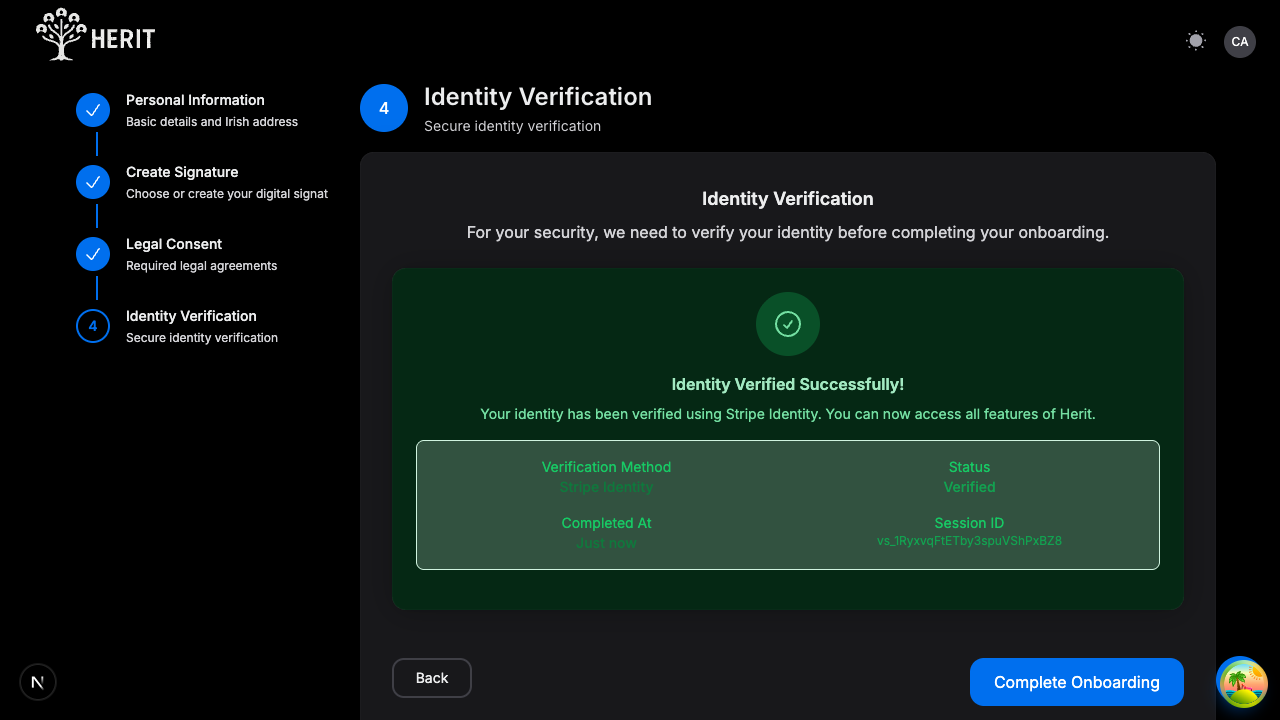 HERIT
CA
Personal Information
Basic details and Irish address
Create Signature
Choose or create your digital signat
Legal Consent
Required legal agreements
4
Identity Verification
Secure identity verification
4
Identity Verification
Secure identity verification
Identity Verification
For your security, we need to verify your identity before completing your onboarding.
Identity Verified Successfully!
Your identity has been verified using Stripe Identity. You can now access all features of Herit.
Verification Method
Stripe Identity
Status
Verified
Completed At
Just now
Session ID
vs_1RyxvqFtETby3spuVShPxBZ8
Back
Complete Onboarding
N